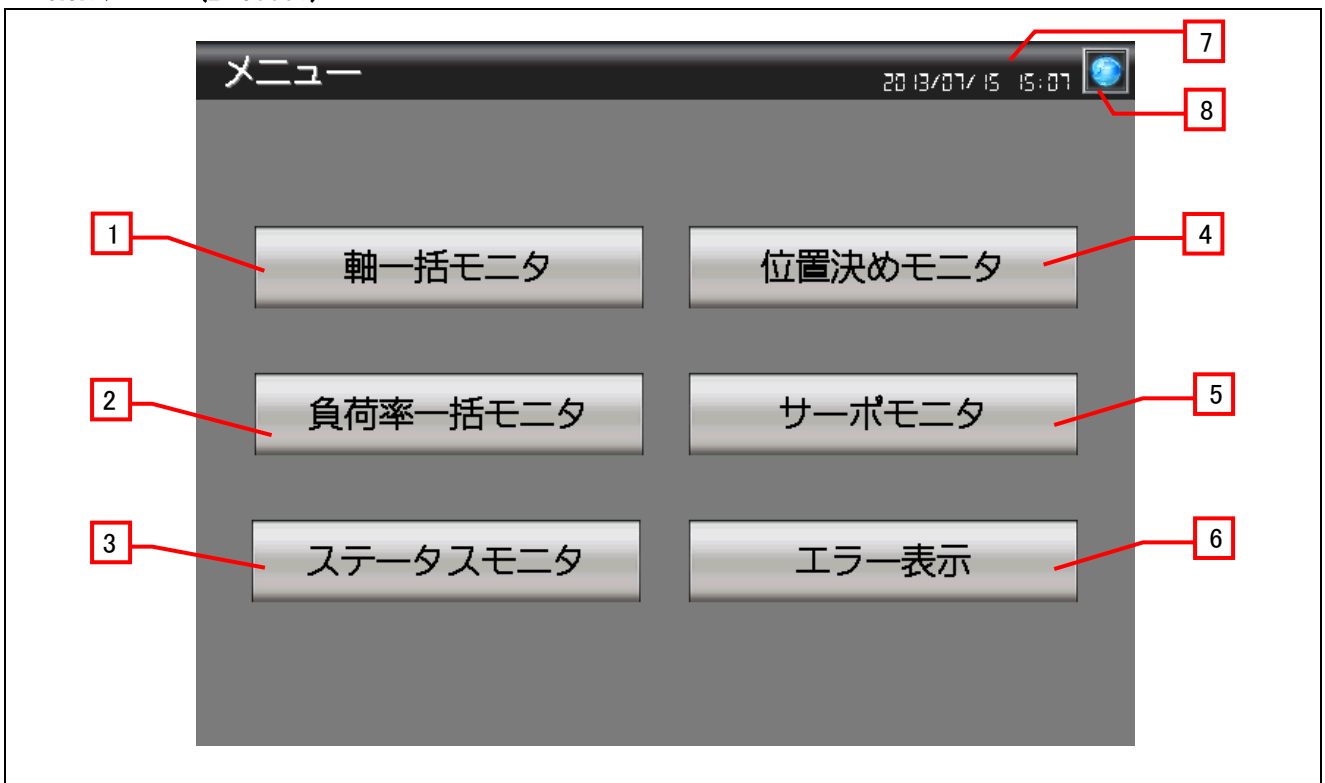 メニュー
2013/07/15 15:07
7
8
1
軸一括モニタ
位置決めモニタ
4
2
負荷率一括モニタ
サーボモニタ
5
3
ステータスモニタ
エラー表示
6